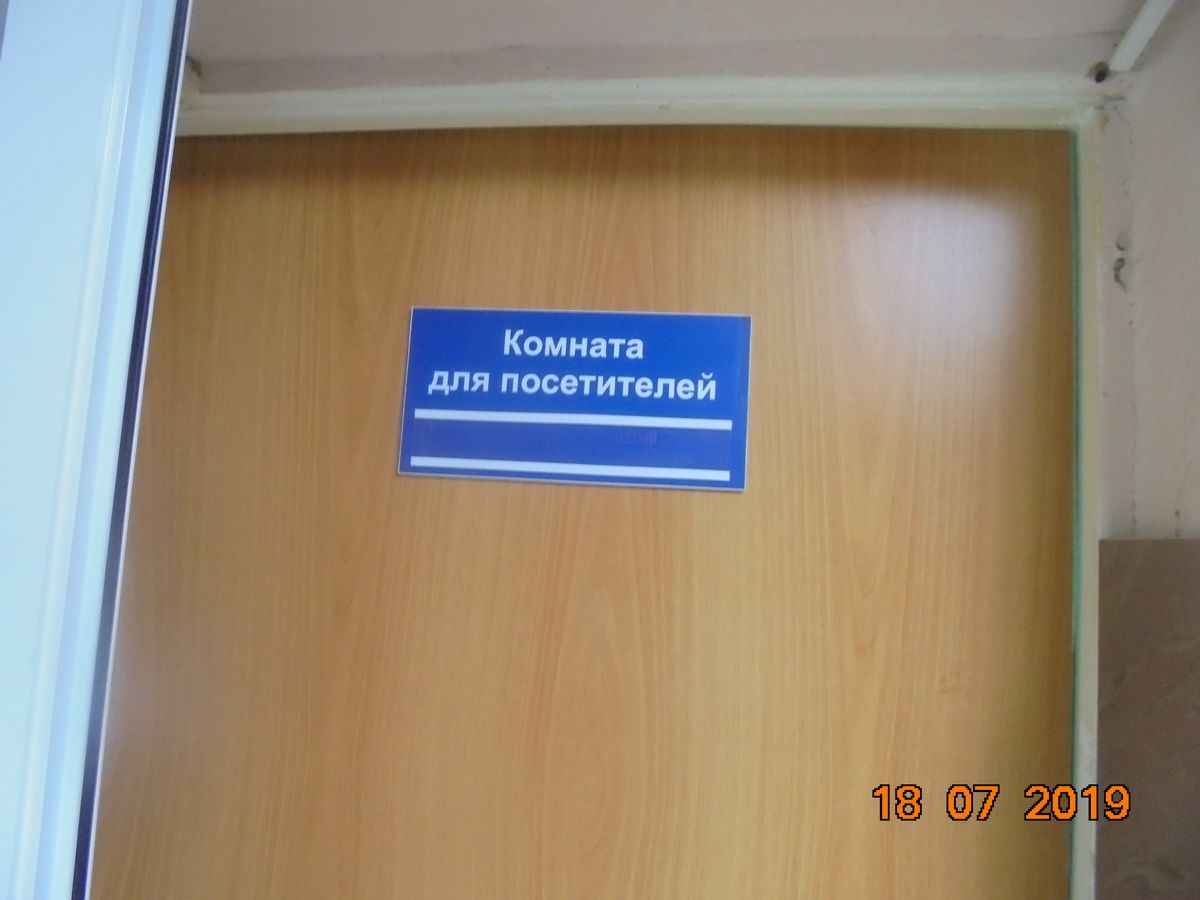 Комната
для посетителей
18 07 2019